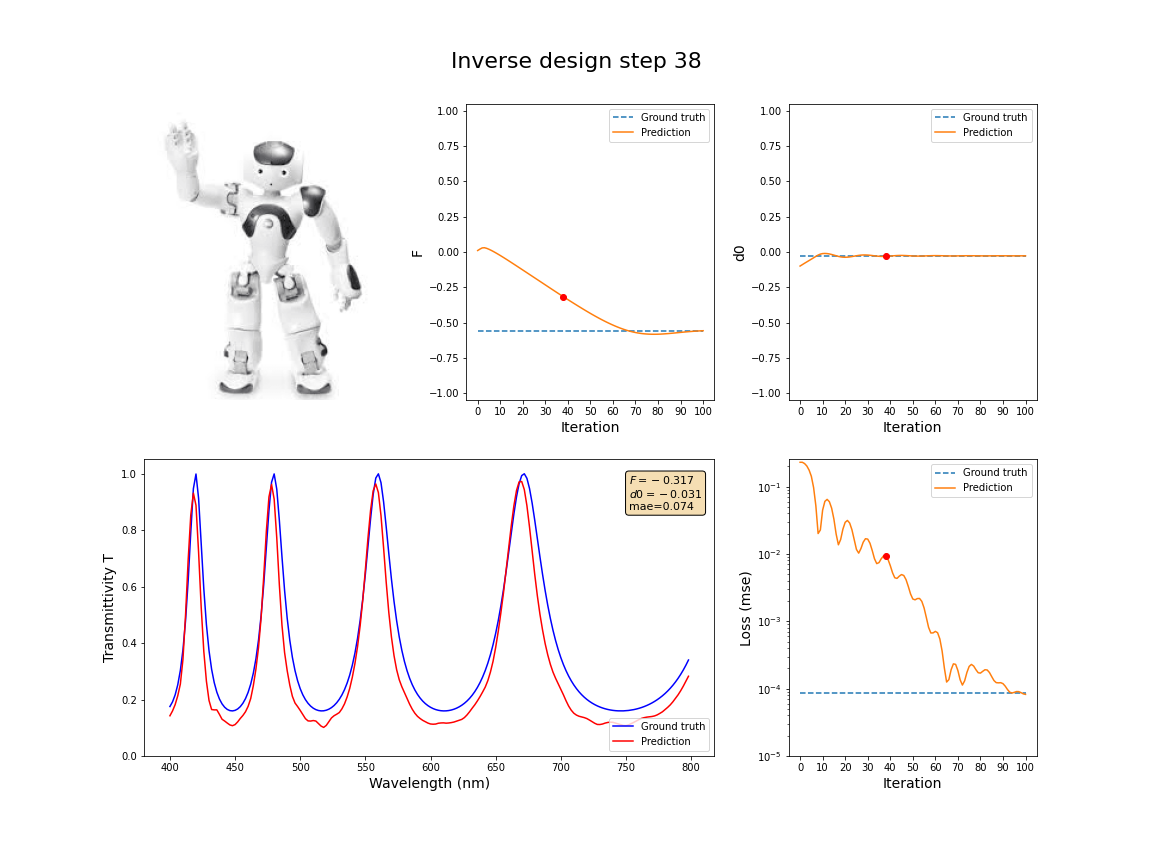 Inverse design step 38
1.00
0.75
0.50
0.25
0.00
−0.25
−0.50
−0.75
−1.00
F
0 10 20 30 40 50 60 70 80 90 100
Iteration
Ground truth
Prediction
1.00
0.75
0.50
0.25
0.00
−0.25
−0.50
−0.75
−1.00
d0
0 10 20 30 40 50 60 70 80 90 100
Iteration
Ground truth
Prediction
1.0
0.8
0.6
0.4
0.2
0.0
Transmittivity T
400 450 500 550 600 650 700 750 800
Wavelength (nm)
F = −0.317
d0 = −0.031
mae=0.074
Ground truth
Prediction
10⁻¹
10⁻²
10⁻³
10⁻⁴
10⁻⁵
Loss (mse)
0 10 20 30 40 50 60 70 80 90 100
Iteration
Ground truth
Prediction